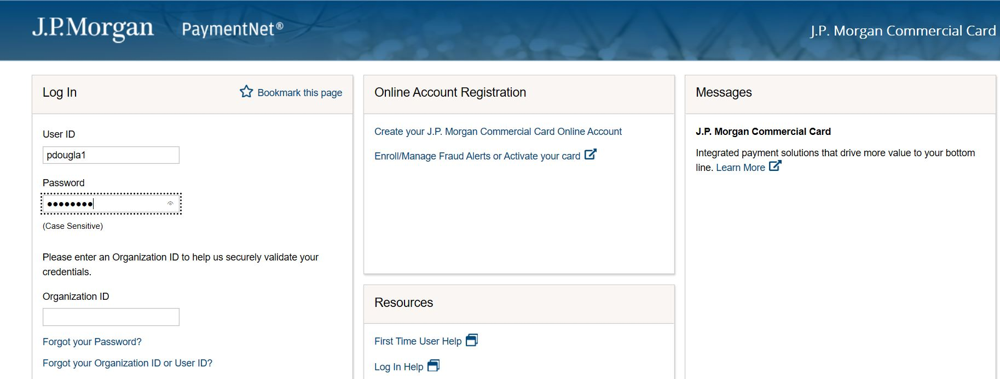 J.P.Morgan PaymentNet®
J.P. Morgan Commercial Card
Log In
Bookmark this page
User ID
pdougla1
Password
••••••••
(Case Sensitive)
Please enter an Organization ID to help us securely validate your
credentials.
Organization ID
Forgot your Password?
Forgot your Organization ID or User ID?
Online Account Registration
Create your J.P. Morgan Commercial Card Online Account
Enroll/Manage Fraud Alerts or Activate your card
Resources
First Time User Help
Log In Help
Messages
J.P. Morgan Commercial Card
Integrated payment solutions that drive more value to your bottom
line. Learn More